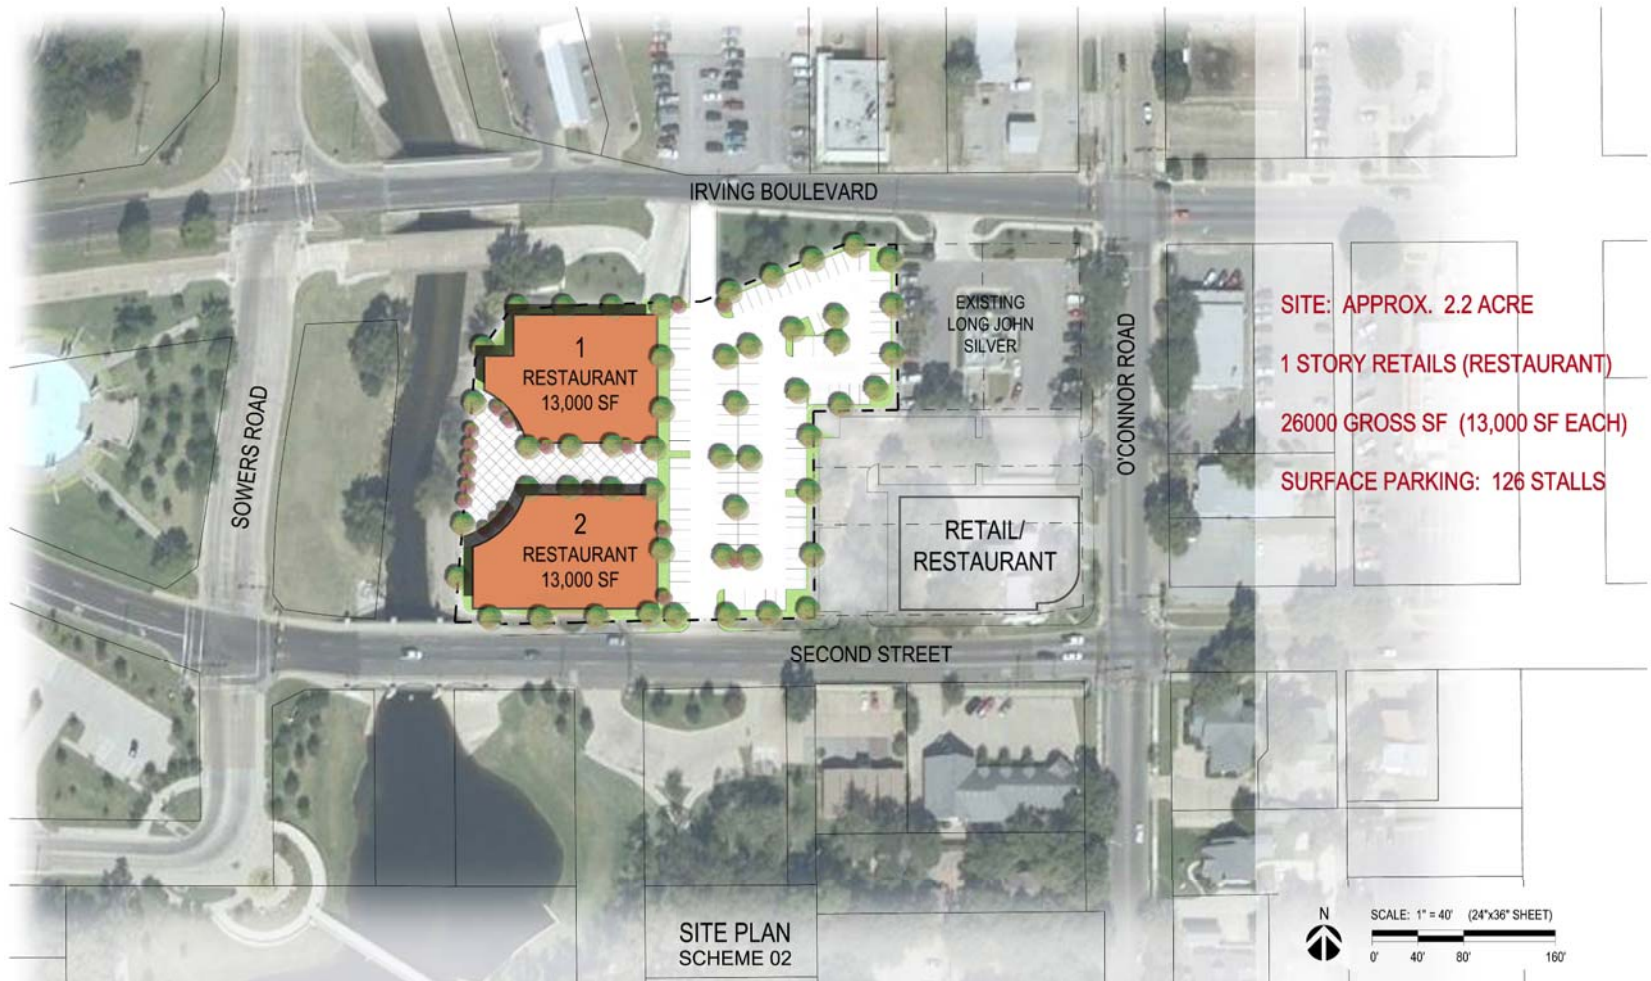 IRVING BOULEVARD
EXISTING
LONG JOHN
SILVER
1
RESTAURANT
13,000 SF
2
RESTAURANT
13,000 SF
SOWERS ROAD
O'CONNOR ROAD
RETAIL/
RESTAURANT
SECOND STREET
SITE: APPROX. 2.2 ACRE
1 STORY RETAILS (RESTAURANT)
26000 GROSS SF (13,000 SF EACH)
SURFACE PARKING: 126 STALLS
SITE PLAN
SCHEME 02
N
SCALE: 1" = 40' (24"x36" SHEET)
0' 40' 80' 160'